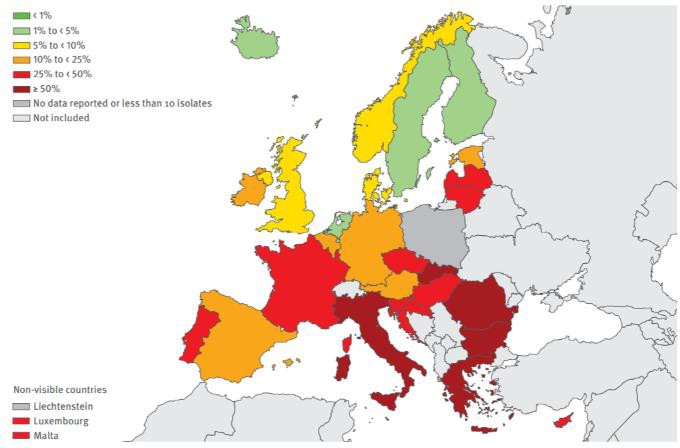 < 1%
1% to < 5%
5% to < 10%
10% to < 25%
25% to < 50%
≥ 50%
No data reported or less than 10 isolates
Not included
Non-visible countries
Liechtenstein
Luxembourg
Malta